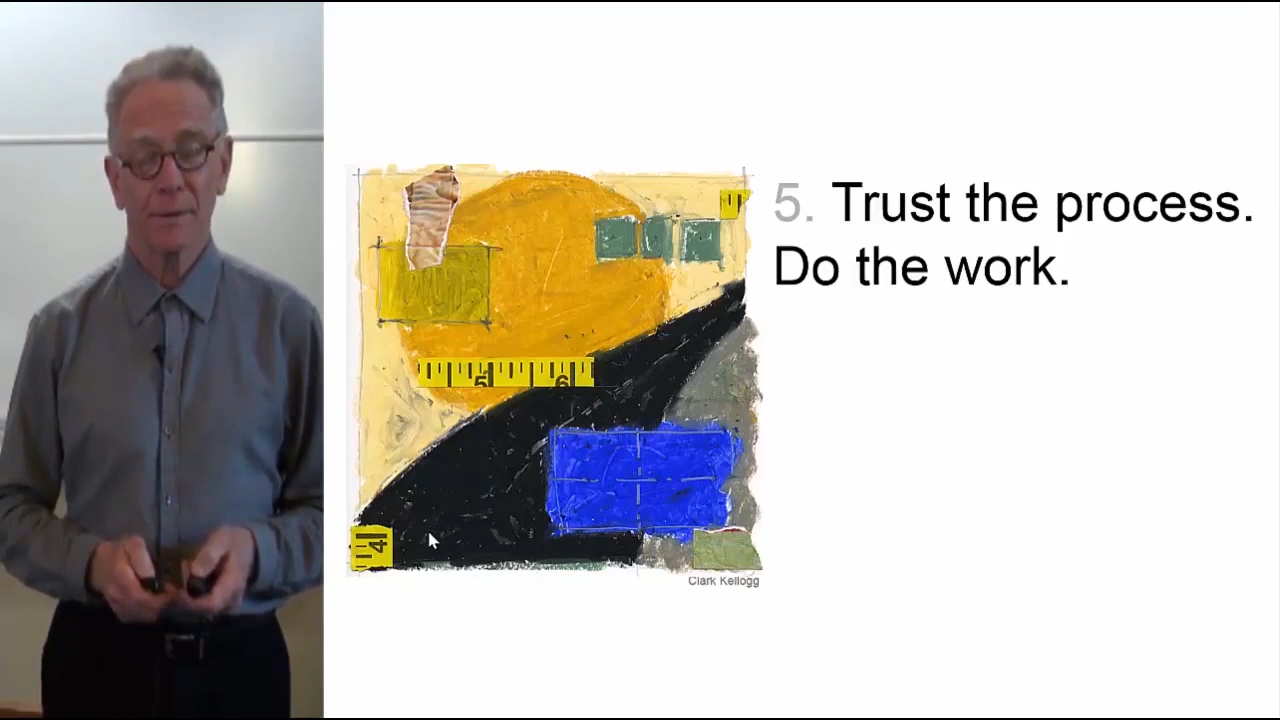 5. Trust the process.
Do the work.
5 6
4
Clark Kellogg